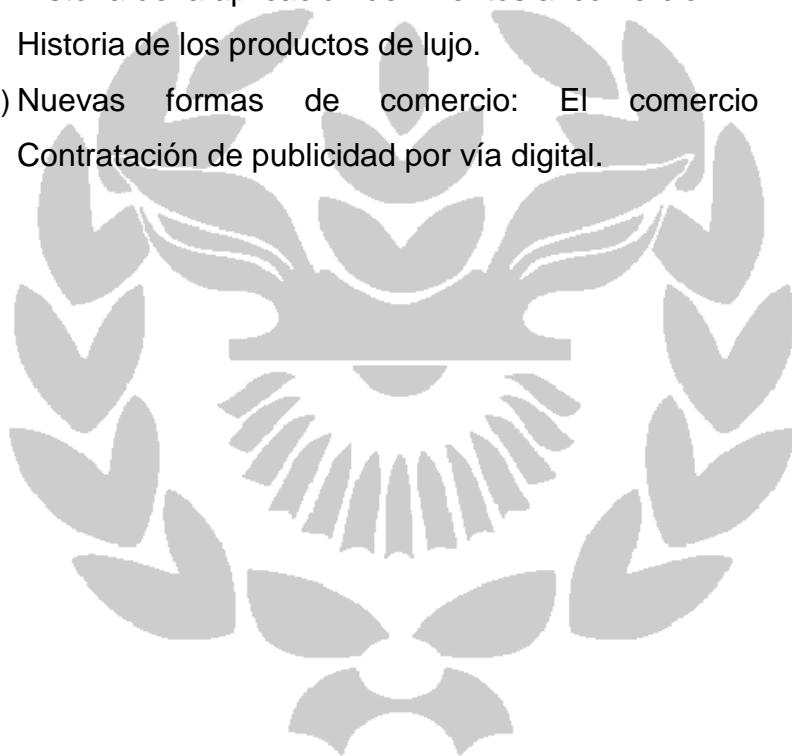 Historia de los productos de lujo.
) Nuevas formas de comercio: El comercio
Contratación de publicidad por vía digital.